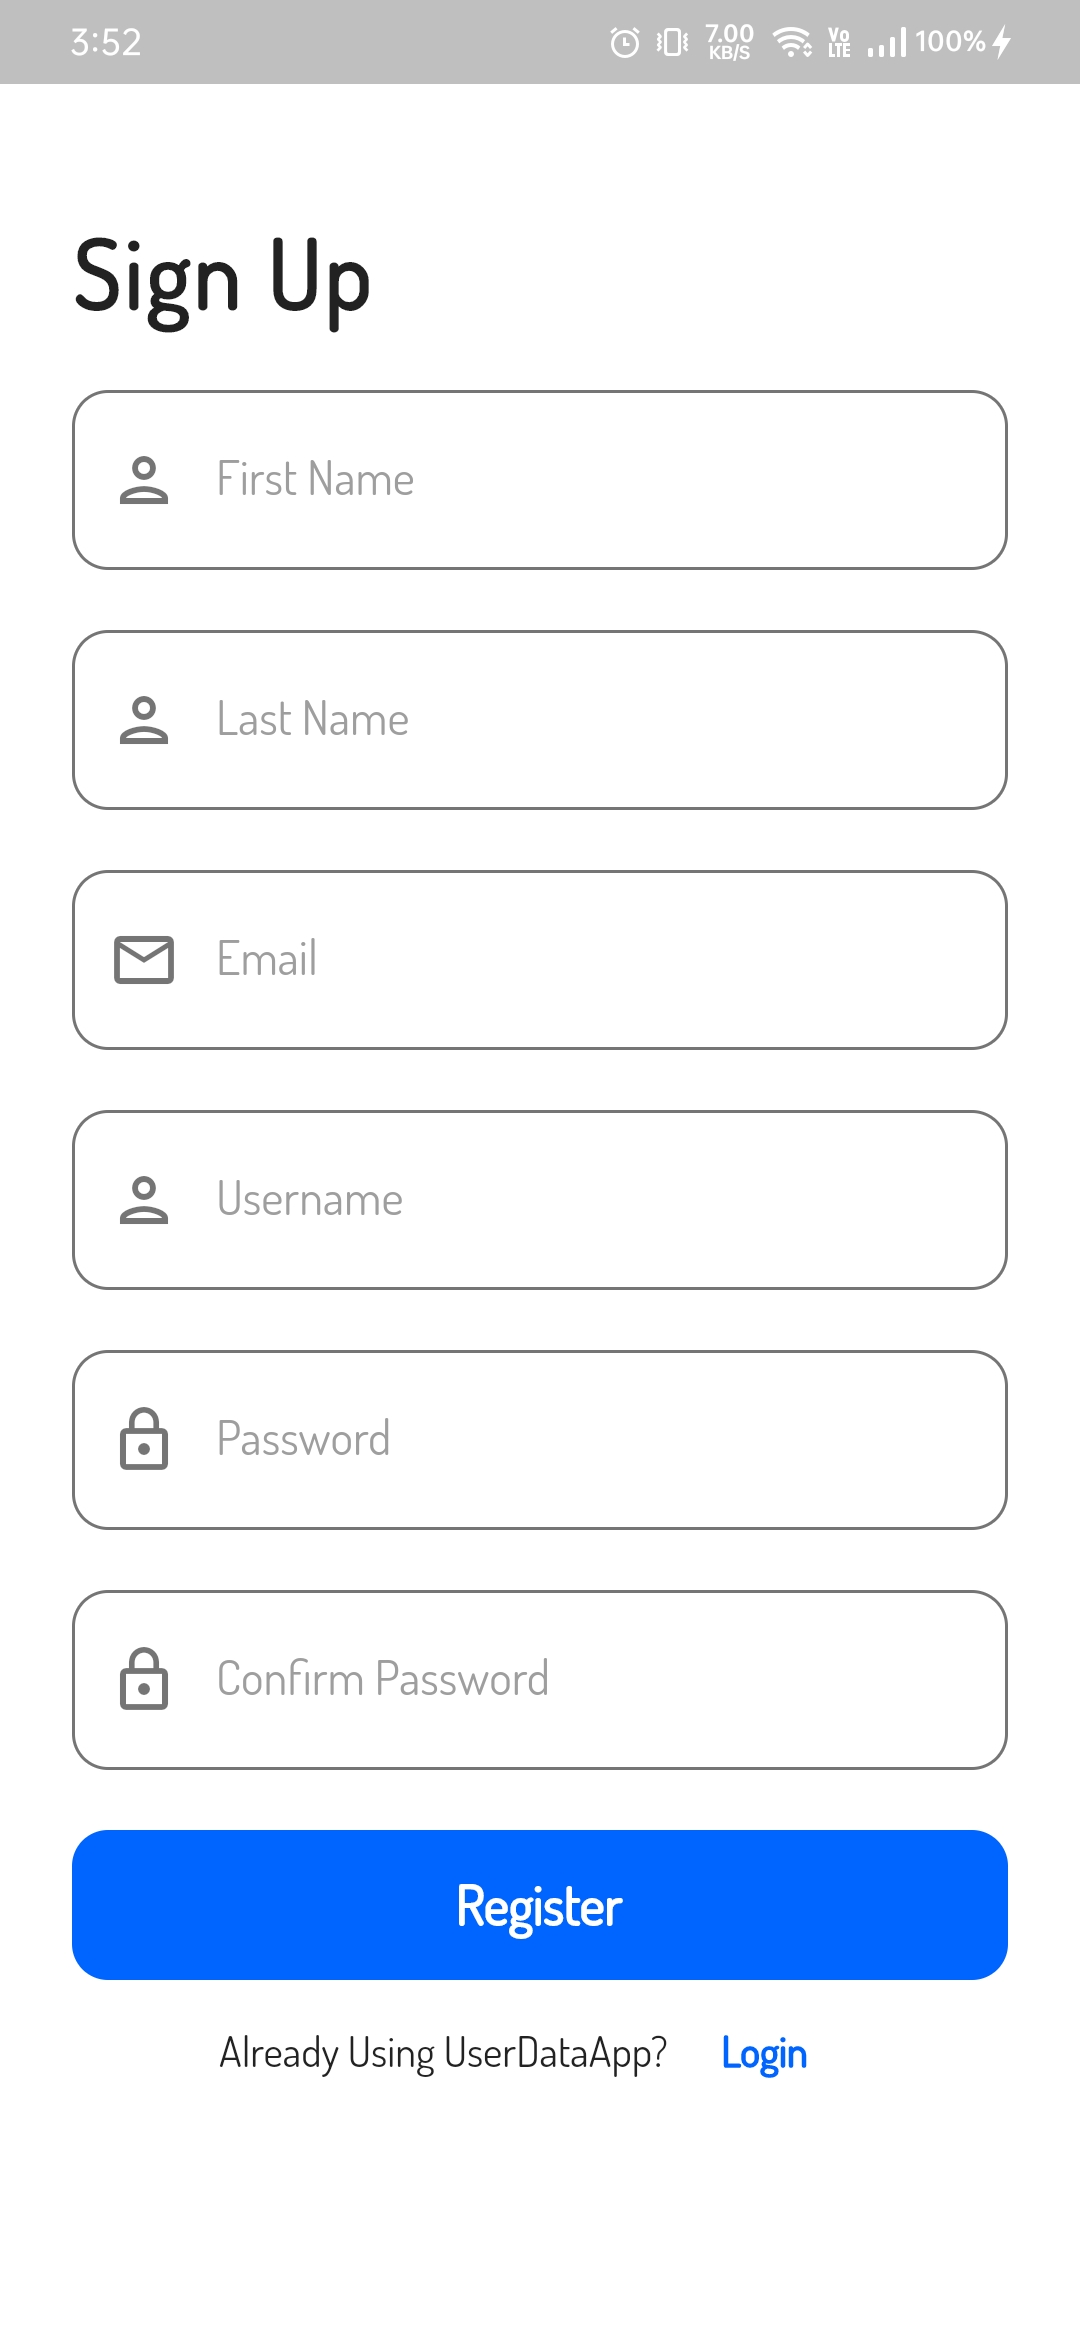 3:52 7.00 KB/S Vo LTE 100%
Sign Up
First Name
Last Name
Email
Username
Password
Confirm Password
Register
Already Using UserDataApp? Login